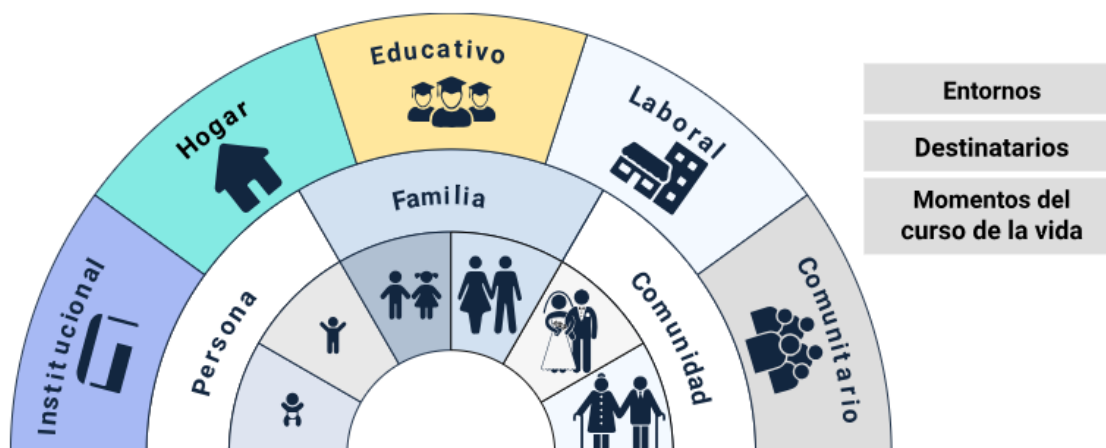 Institucional
Hogar
Educativo
Laboral
Comunitario
Persona
Familia
Comunidad
Entornos
Destinatarios
Momentos del
curso de la vida